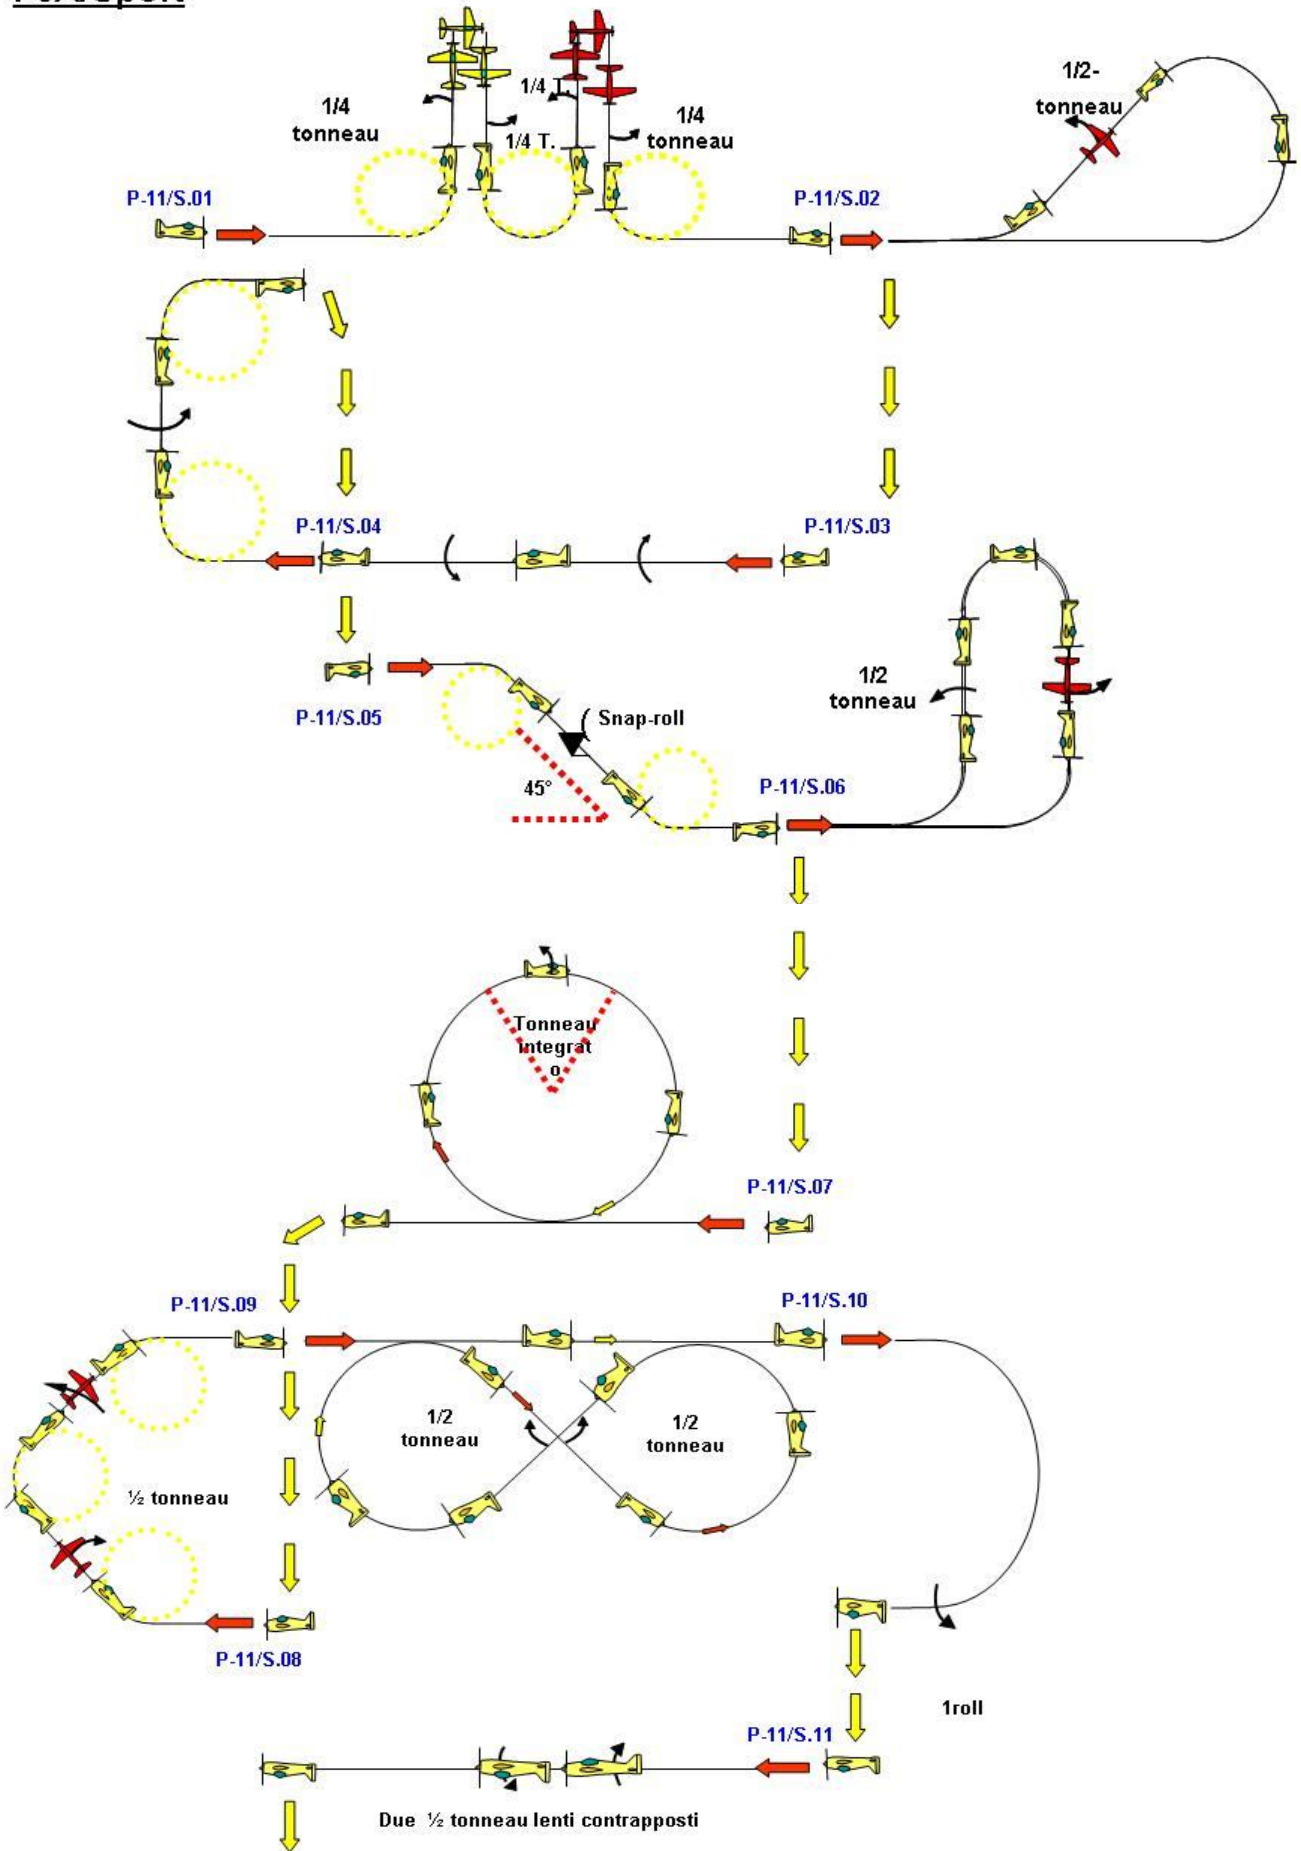 1/4
tonneau
1/4 T.
1/4 T.
1/4
tonneau
1/2-
tonneau
P-11/S.01
P-11/S.02
P-11/S.04
P-11/S.03
P-11/S.05
Snap-roll
45°
1/2
tonneau
P-11/S.06
Tonneau
integrat
o
P-11/S.07
P-11/S.09
P-11/S.10
1/2
tonneau
1/2
tonneau
½ tonneau
P-11/S.08
1roll
P-11/S.11
Due ½ tonneau lenti contrapposti